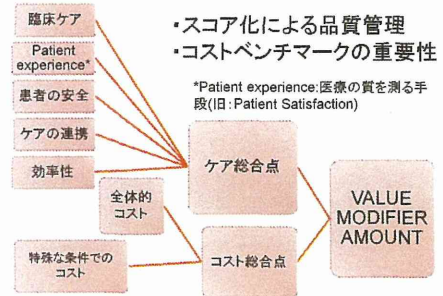 臨床ケア
Patient
experience*
患者の安全
ケアの連携
効率性
全体的
コスト
特殊な条件での
コスト
・スコア化による品質管理
・コストベンチマークの重要性
*Patient experience:医療の質を測る手
段(旧:Patient Satisfaction)
ケア総合点
コスト総合点
VALUE
MODIFIER
AMOUNT